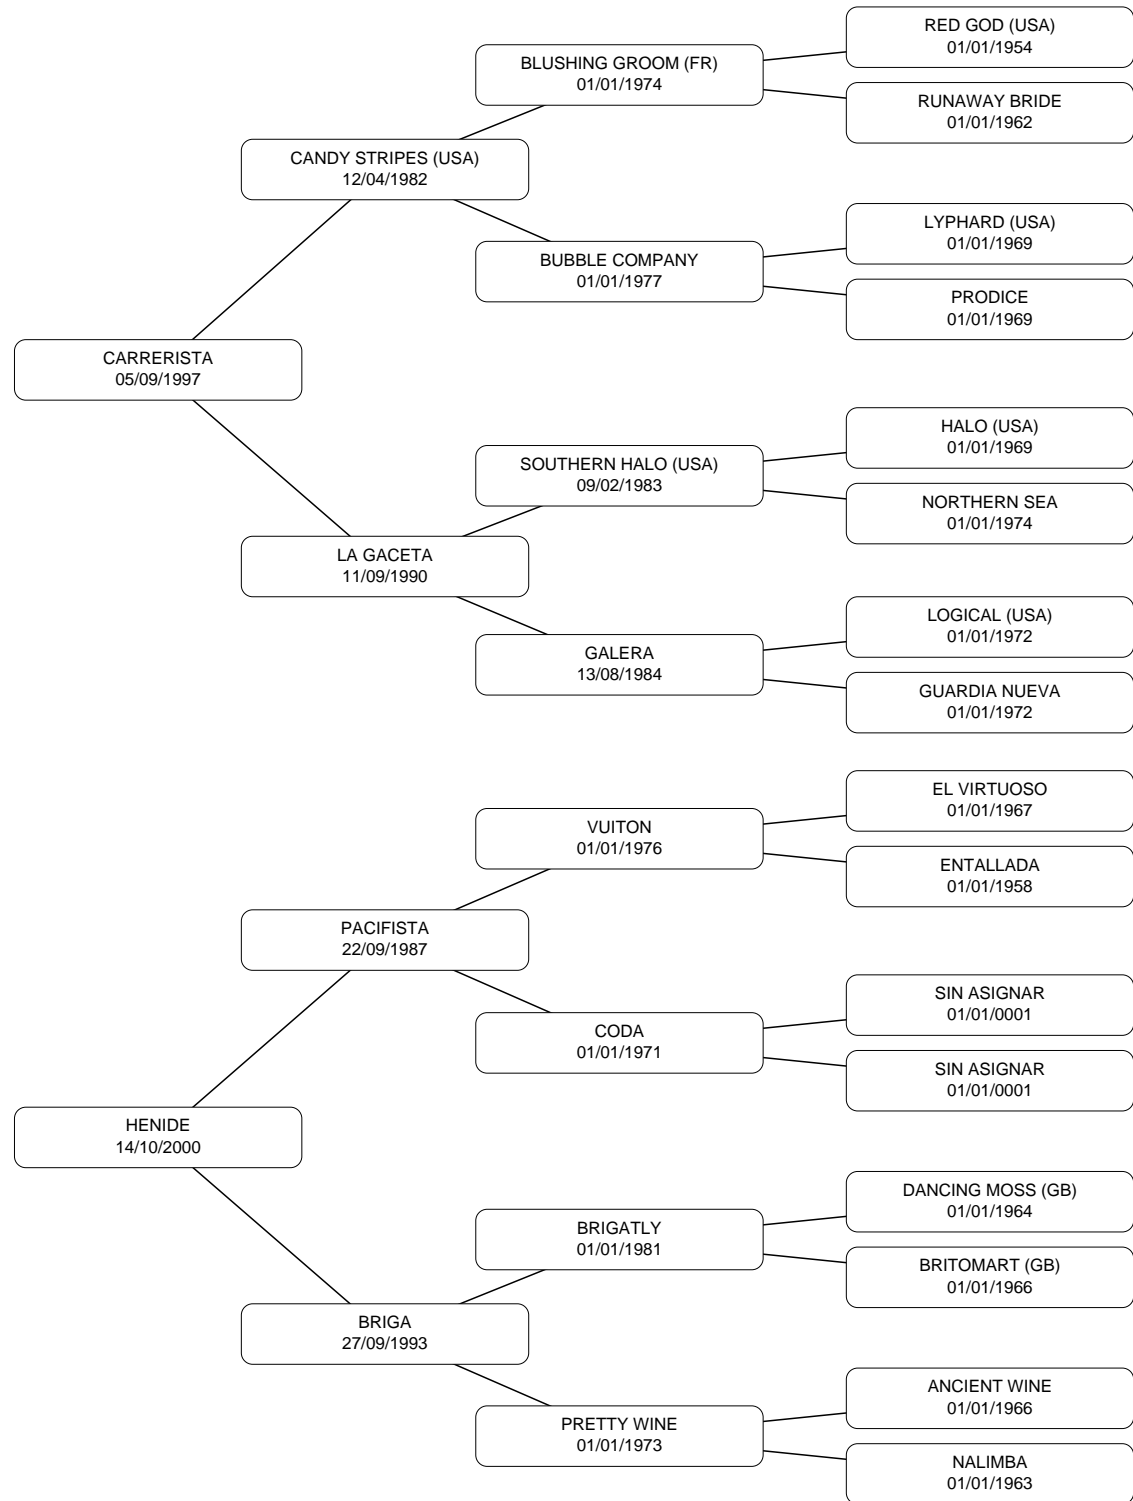 RED GOD (USA)
01/01/1954
BLUSHING GROOM (FR)
01/01/1974
RUNAWAY BRIDE
01/01/1962
CANDY STRIPES (USA)
12/04/1982
LYPHARD (USA)
01/01/1969
BUBBLE COMPANY
01/01/1977
PRODICE
01/01/1969
CARRERISTA
05/09/1997
HALO (USA)
01/01/1969
SOUTHERN HALO (USA)
09/02/1983
NORTHERN SEA
01/01/1974
LA GACETA
11/09/1990
LOGICAL (USA)
01/01/1972
GALERA
13/08/1984
GUARDIA NUEVA
01/01/1972
EL VIRTUOSO
01/01/1967
VUITON
01/01/1976
ENTALLADA
01/01/1958
PACIFISTA
22/09/1987
SIN ASIGNAR
01/01/0001
CODA
01/01/1971
SIN ASIGNAR
01/01/0001
HENIDE
14/10/2000
DANCING MOSS (GB)
01/01/1964
BRIGATLY
01/01/1981
BRITOMART (GB)
01/01/1966
BRIGA
27/09/1993
ANCIENT WINE
01/01/1966
PRETTY WINE
01/01/1973
NALIMBA
01/01/1963